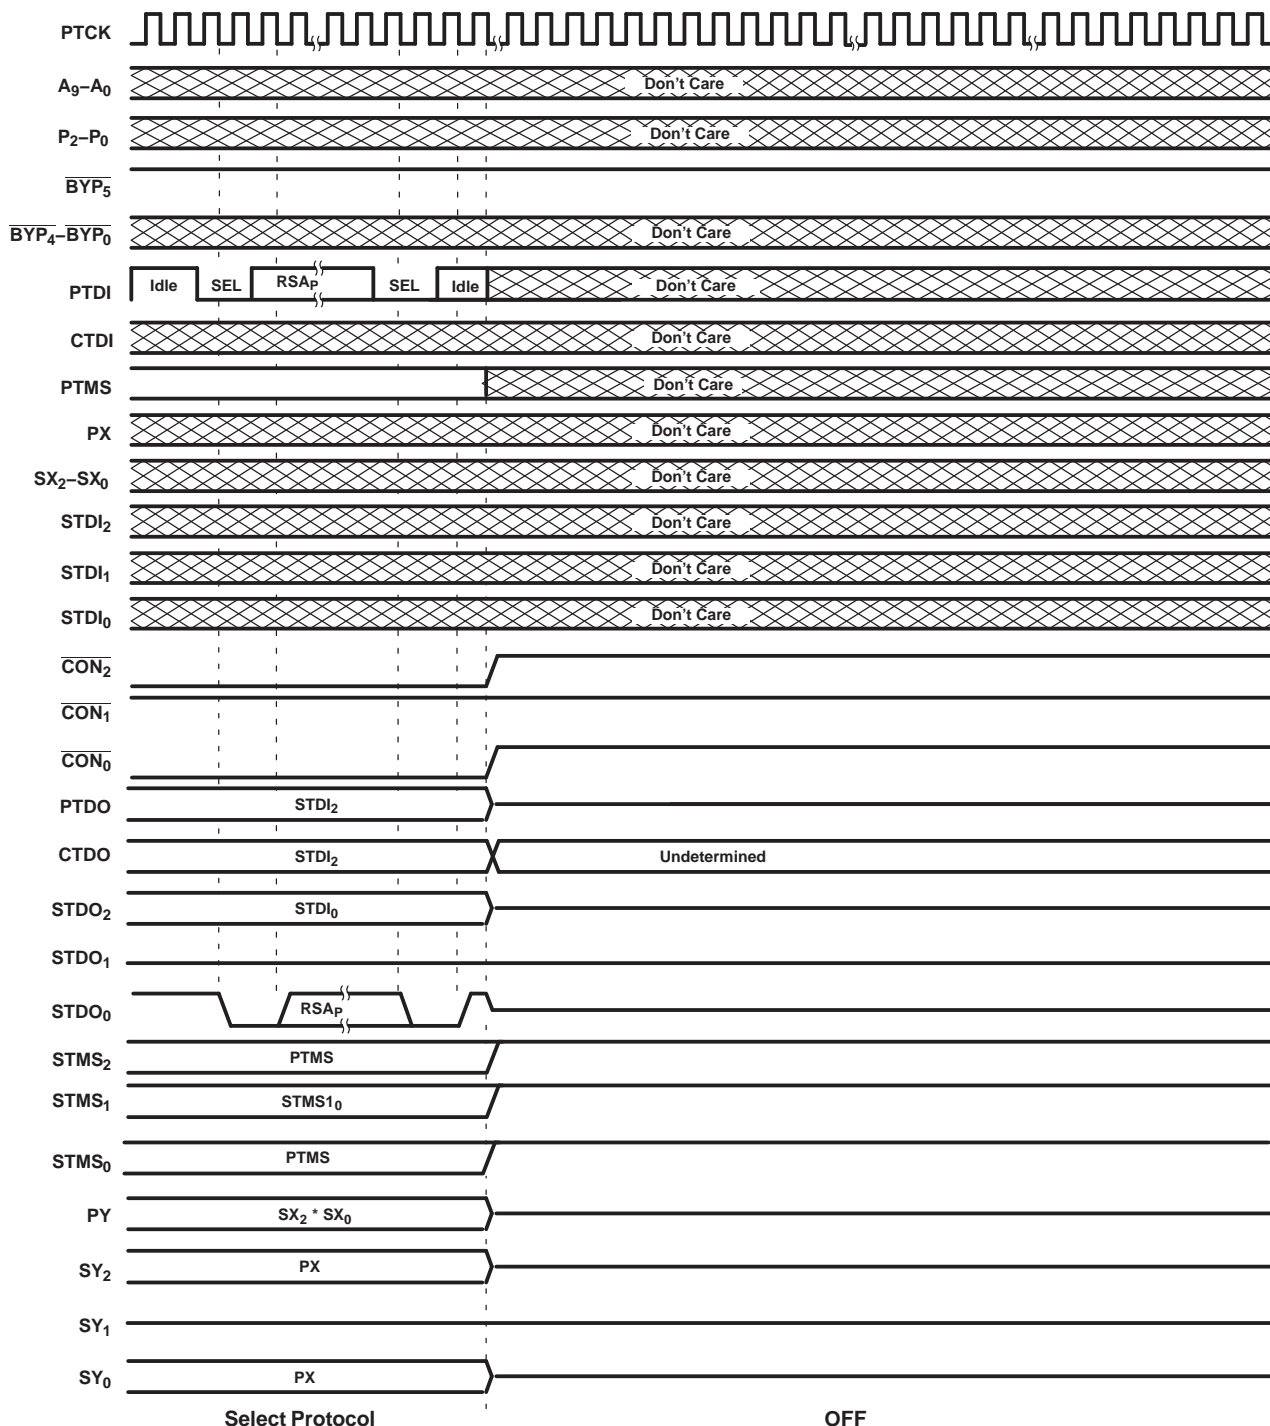 PTCK
A9–A0 Don't Care
P2–P0 Don't Care
BYP5
BYP4–BYP0 Don't Care
PTDI Idle SEL RSAP SEL Idle Don't Care
CTDI Don't Care
PTMS Don't Care
PX Don't Care
SX2–SX0 Don't Care
STDI2 Don't Care
STDI1 Don't Care
STDI0 Don't Care
CON2
CON1
CON0
PTDO STDI2
CTDO STDI2 Undetermined
STDO2 STDI0
STDO1
STDO0 RSAP
STMS2 PTMS
STMS1 STMS10
STMS0 PTMS
PY SX2 * SX0
SY2 PX
SY1
SY0 PX
Select Protocol OFF